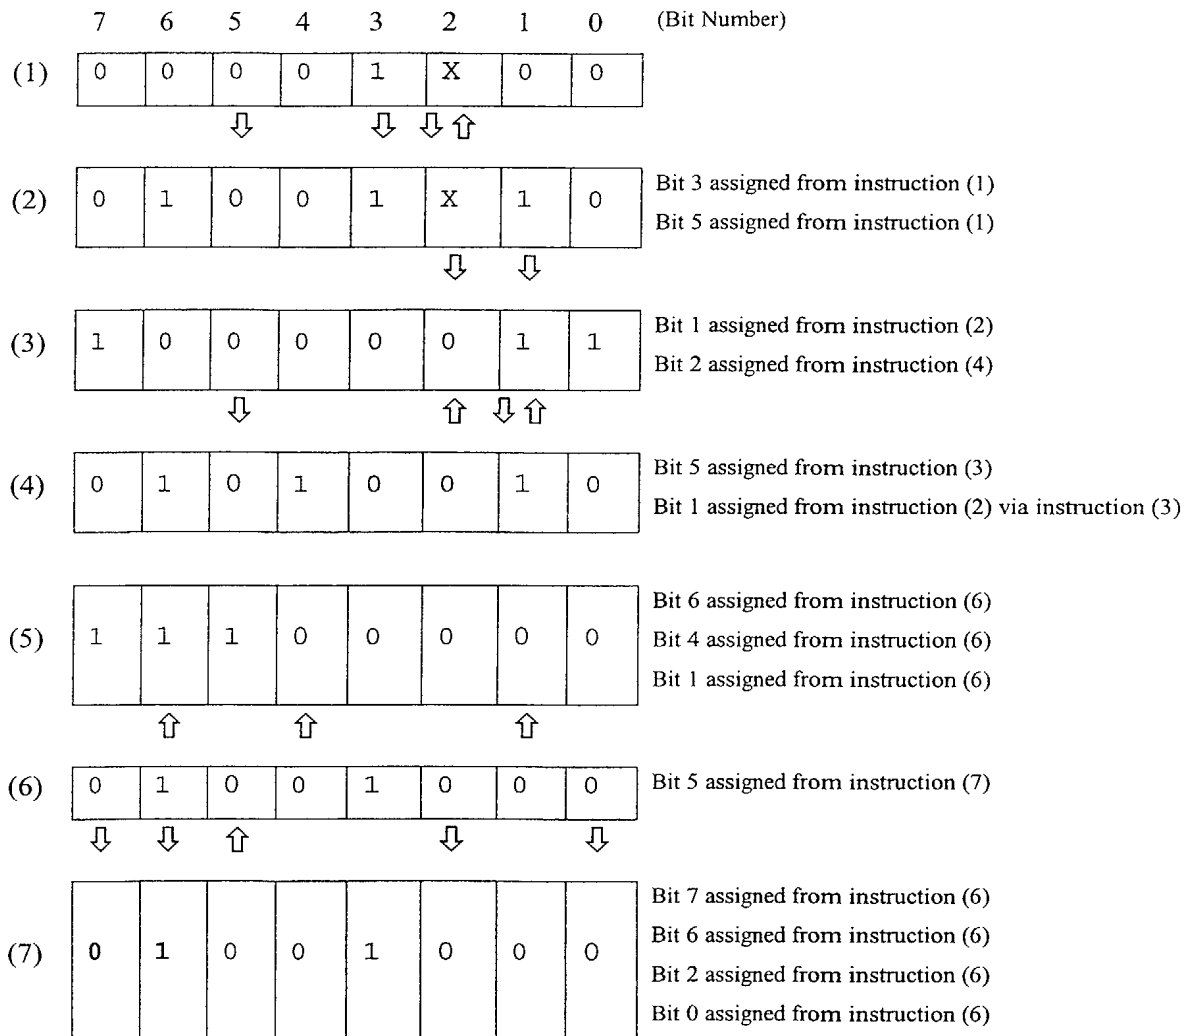 7 6 5 4 3 2 1 0 (Bit Number)
(1) 0 0 0 0 1 X 0 0
(2) 0 1 0 0 1 X 1 0
Bit 3 assigned from instruction (1)
Bit 5 assigned from instruction (1)
(3) 1 0 0 0 0 0 1 1
Bit 1 assigned from instruction (2)
Bit 2 assigned from instruction (4)
(4) 0 1 0 1 0 0 1 0
Bit 5 assigned from instruction (3)
Bit 1 assigned from instruction (2) via instruction (3)
(5) 1 1 1 0 0 0 0 0
Bit 6 assigned from instruction (6)
Bit 4 assigned from instruction (6)
Bit 1 assigned from instruction (6)
(6) 0 1 0 0 1 0 0 0
Bit 5 assigned from instruction (7)
(7) 0 1 0 0 1 0 0 0
Bit 7 assigned from instruction (6)
Bit 6 assigned from instruction (6)
Bit 2 assigned from instruction (6)
Bit 0 assigned from instruction (6)